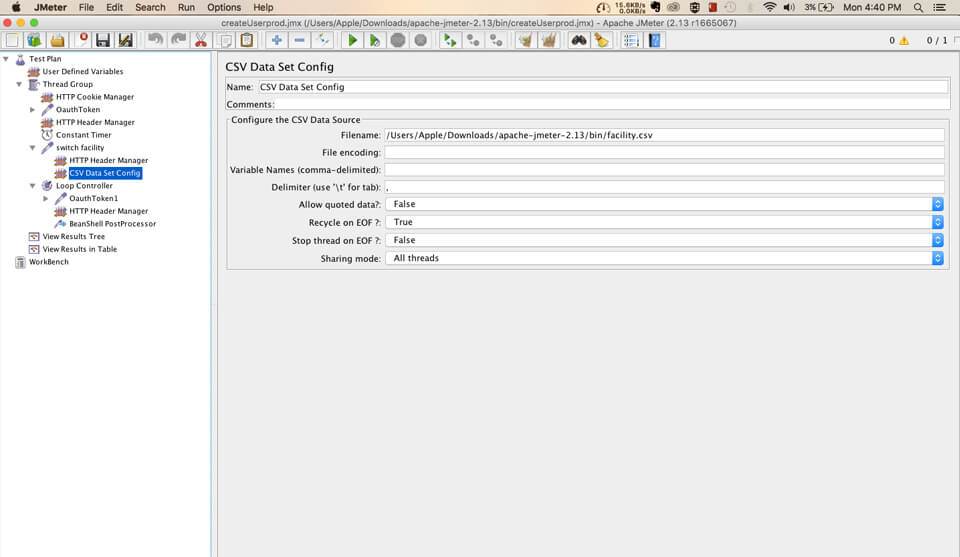 JMeter File Edit Search Run Options Help 15.6KB/s 0.0KB/s 3% Mon 4:40 PM
createUserprod.jmx (/Users/Apple/Downloads/apache-jmeter-2.13/bin/createUserprod.jmx) - Apache JMeter (2.13 r1665067)
0 0 / 1
Test Plan
User Defined Variables
Thread Group
HTTP Cookie Manager
OauthToken
HTTP Header Manager
Constant Timer
switch facility
HTTP Header Manager
CSV Data Set Config
Loop Controller
OauthToken1
HTTP Header Manager
BeanShell PostProcessor
View Results Tree
View Results in Table
WorkBench
CSV Data Set Config
Name: CSV Data Set Config
Comments:
Configure the CSV Data Source
Filename: /Users/Apple/Downloads/apache-jmeter-2.13/bin/facility.csv
File encoding:
Variable Names (comma-delimited):
Delimiter (use '\t' for tab): ,
Allow quoted data?: False
Recycle on EOF ?: True
Stop thread on EOF ?: False
Sharing mode: All threads